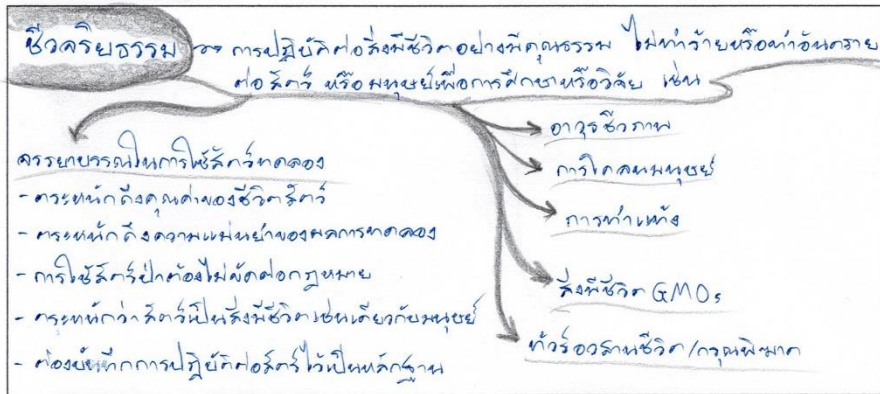 ชีวจริยธรรม → การปฏิบัติต่อสิ่งมีชีวิตอย่างมีคุณธรรม ไม่ทำร้ายหรือทำอันตราย
ต่อสัตว์ หรือมนุษย์เพื่อการศึกษาหรือวิจัย เช่น
จรรยาบรรณในการใช้สัตว์ทดลอง
- ตระหนักถึงคุณค่าของชีวิตสัตว์
- ตระหนักถึงความแม่นยำของผลการทดลอง
- การใช้สัตว์ป่าต้องไม่ขัดต่อกฎหมาย
- ตระหนักว่าสัตว์เป็นสิ่งมีชีวิตเช่นเดียวกับมนุษย์
- ต้องบันทึกการปฏิบัติต่อสัตว์ไว้เป็นหลักฐาน
อาวุธชีวภาพ
การโคลนมนุษย์
การทำแท้ง
สิ่งมีชีวิต GMOs
ทัวร์อวสานชีวิต/การุณพิฆาต